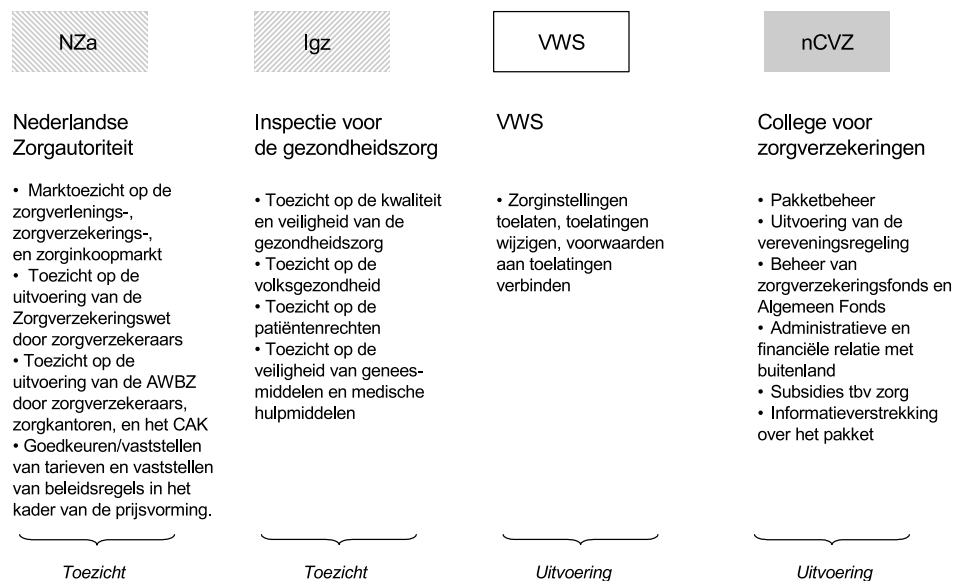 NZa
Nederlandse
Zorgautoriteit
• Marktoezicht op de
zorgverlenings-,
zorgverzekerings-,
en zorginkoopmarkt
• Toezicht op de
uitvoering van de
Zorgverzekeringswet
door zorgverzekeraars
• Toezicht op de
uitvoering van de AWBZ
door zorgverzekeraars,
zorgkantoren, en het CAK
• Goedkeuren/vaststellen
van tarieven en vaststellen
van beleidsregels in het
kader van de prijsvorming.
Toezicht
Igz
Inspectie voor
de gezondheidszorg
• Toezicht op de kwaliteit
en veiligheid van de
gezondheidszorg
• Toezicht op de
volksgezondheid
• Toezicht op de
patiëntenrechten
• Toezicht op de
veiligheid van genees-
middelen en medische
hulpmiddelen
Toezicht
VWS
VWS
• Zorginstellingen
toelaten, toelatingen
wijzigen, voorwaarden
aan toelatingen
verbinden
Uitvoering
nCVZ
College voor
zorgverzekeringen
• Pakketbeheer
• Uitvoering van de
vereveningsregeling
• Beheer van
zorgverzekeringsfonds en
Algemeen Fonds
• Administratieve en
financiële relatie met
buitenland
• Subsidies tbv zorg
• Informatieverstrekking
over het pakket
Uitvoering